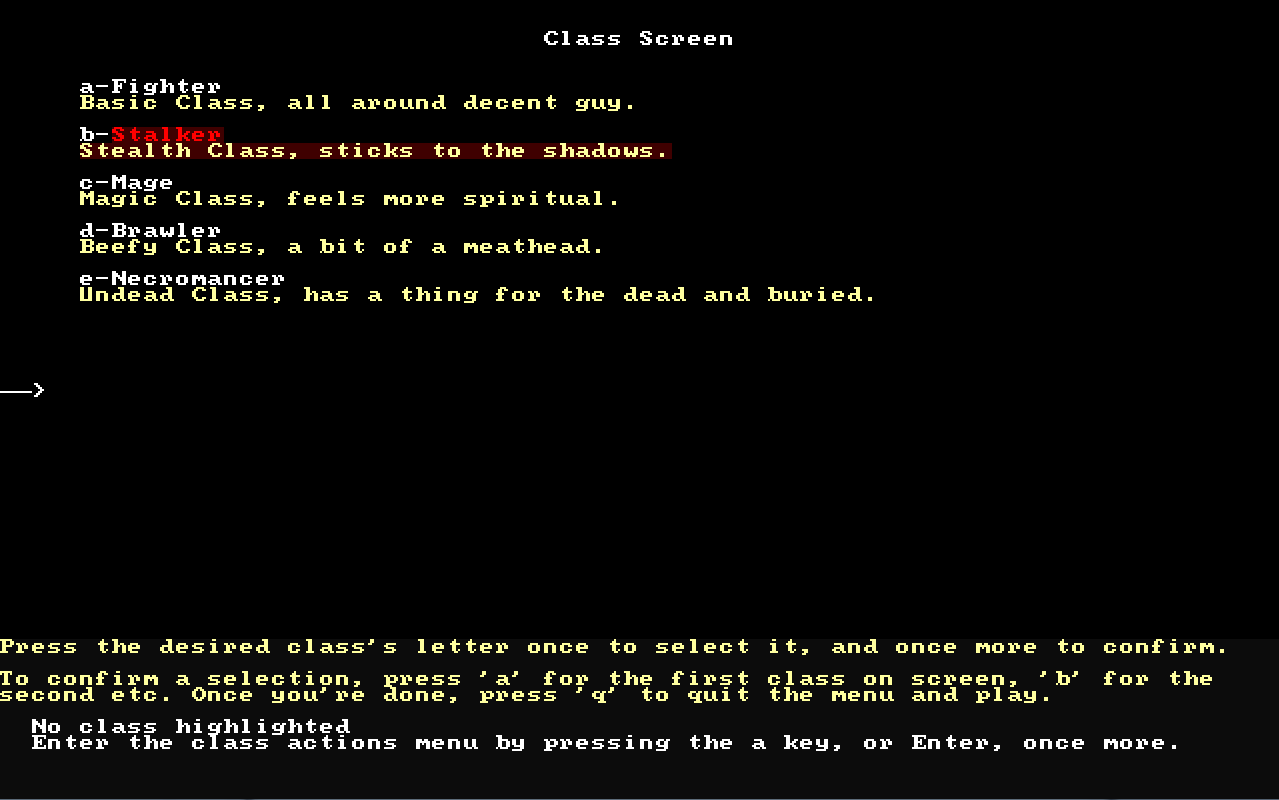 Class Screen
a-Fighter
Basic Class, all around decent guy.
b-Stalker
Stealth Class, sticks to the shadows.
c-Mage
Magic Class, feels more spiritual.
d-Brawler
Beefy Class, a bit of a meathead.
e-Necromancer
Undead Class, has a thing for the dead and buried.
——>
Press the desired class's letter once to select it, and once more to confirm.
To confirm a selection, press 'a' for the first class on screen, 'b' for the
second etc. Once you're done, press 'q' to quit the menu and play.
No class highlighted
Enter the class actions menu by pressing the a key, or Enter, once more.